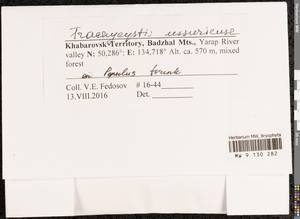 Trachycystis ussuriense
Khabarovsk Territory, Badzhal Mts., Yarap River
valley N: 50,286°; E: 134,718° Alt. ca. 570 m, mixed
forest
on Populus trunk
Coll. V.E. Fedosov # 16-44
13.VIII.2016 Det.
Herbarium MW, Bryophyta
MW 9 130 282